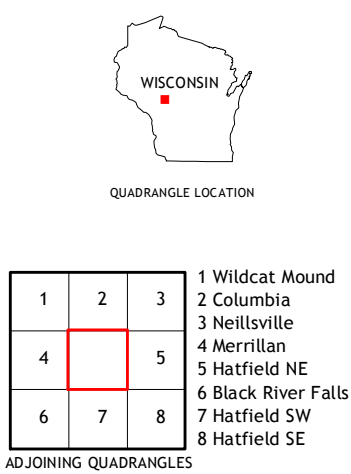 WISCONSIN
QUADRANGLE LOCATION
1 2 3
4 5
6 7 8
1 Wildcat Mound
2 Columbia
3 Neillsville
4 Merrillan
5 Hatfield NE
6 Black River Falls
7 Hatfield SW
8 Hatfield SE
ADJOINING QUADRANGLES